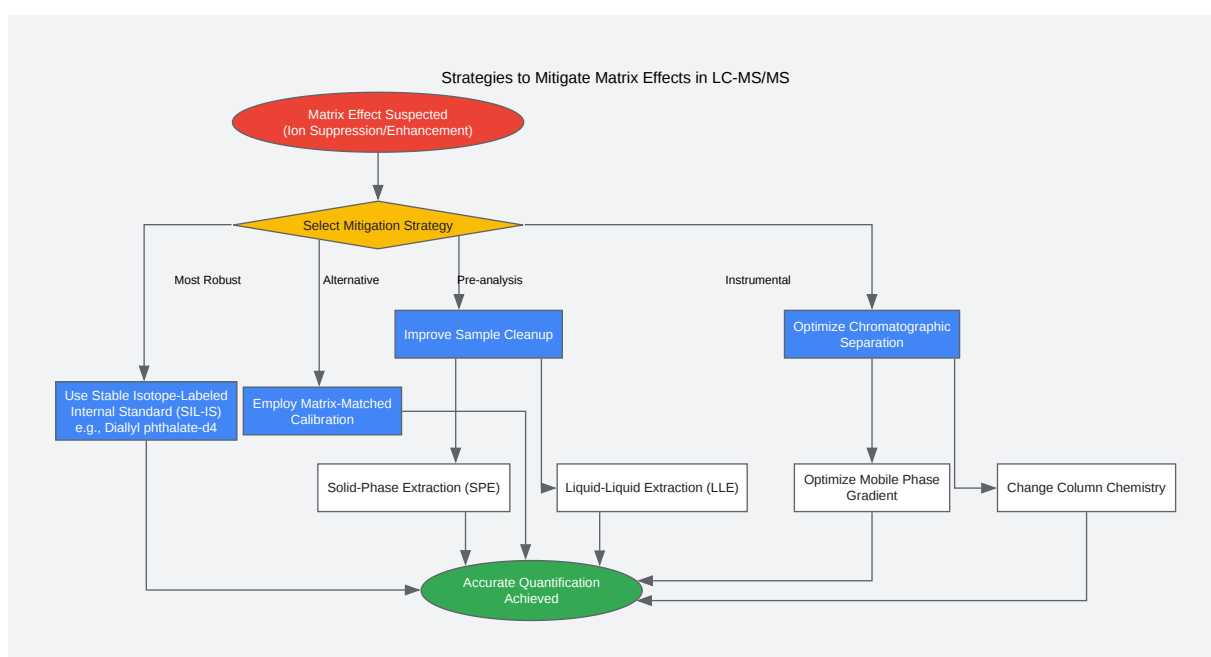 Strategies to Mitigate Matrix Effects in LC-MS/MS
Matrix Effect Suspected
(Ion Suppression/Enhancement)
Select Mitigation Strategy
Most Robust
Alternative
Pre-analysis
Instrumental
Improve Sample Cleanup
Optimize Chromatographic
Separation
Use Stable Isotope-Labeled
Internal Standard (SIL-IS)
e.g., Diallyl phthalate-d4
Employ Matrix-Matched
Calibration
Solid-Phase Extraction (SPE)
Liquid-Liquid Extraction (LLE)
Optimize Mobile Phase
Gradient
Change Column Chemistry
Accurate Quantification
Achieved